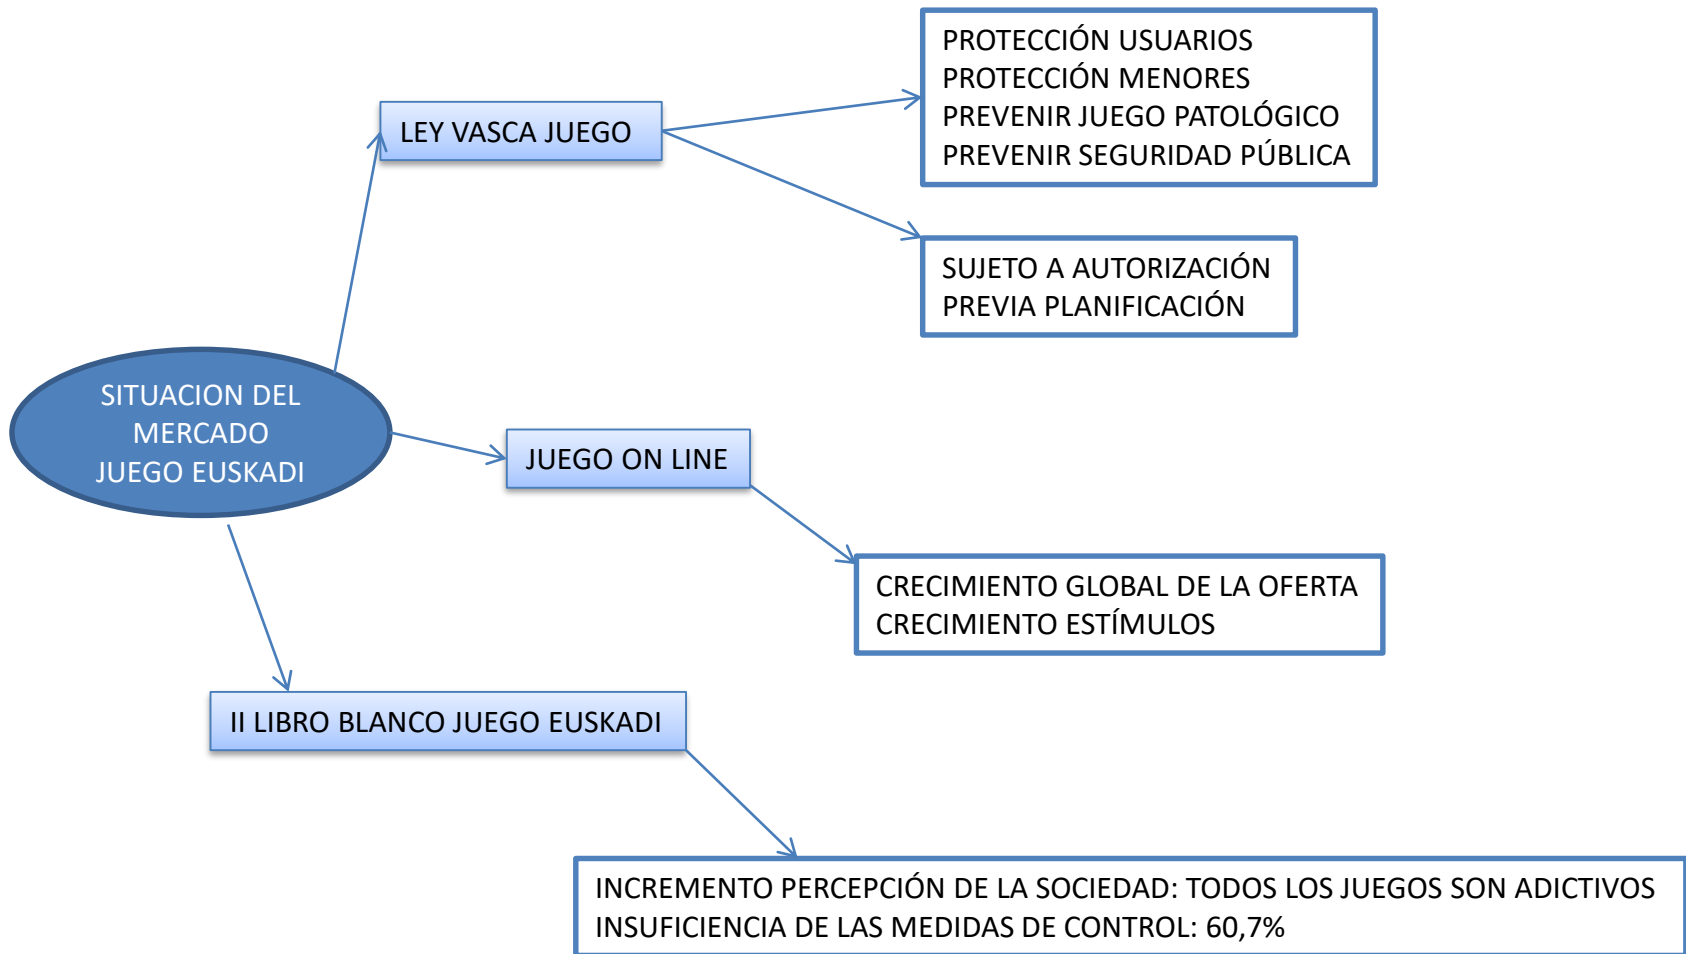 PROTECCIÓN USUARIOS
PROTECCIÓN MENORES
PREVENIR JUEGO PATOLÓGICO
PREVENIR SEGURIDAD PÚBLICA
LEY VASCA JUEGO
SUJETO A AUTORIZACIÓN
PREVIA PLANIFICACIÓN
SITUACION DEL
MERCADO
JUEGO EUSKADI
JUEGO ON LINE
CRECIMIENTO GLOBAL DE LA OFERTA
CRECIMIENTO ESTÍMULOS
II LIBRO BLANCO JUEGO EUSKADI
INCREMENTO PERCEPCIÓN DE LA SOCIEDAD: TODOS LOS JUEGOS SON ADICTIVOS
INSUFICIENCIA DE LAS MEDIDAS DE CONTROL: 60,7%